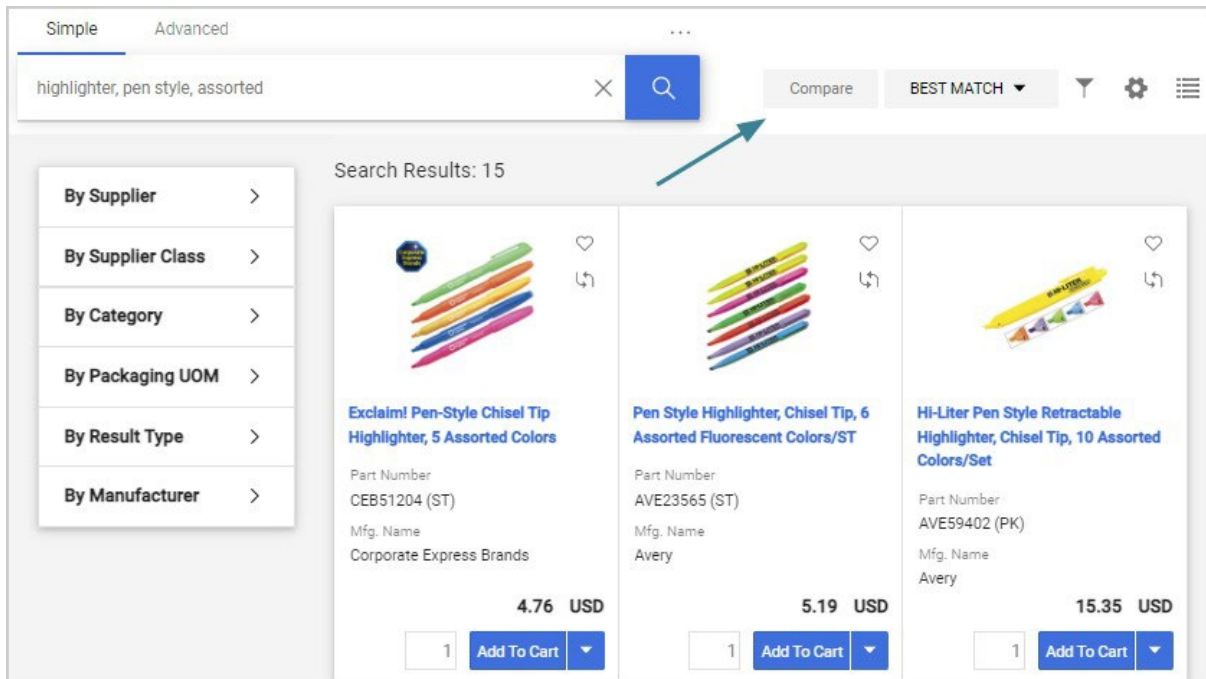 Simple Advanced ...
highlighter, pen style, assorted
Compare BEST MATCH
Search Results: 15
By Supplier
By Supplier Class
By Category
By Packaging UOM
By Result Type
By Manufacturer
Exclaim! Pen-Style Chisel Tip
Highlighter, 5 Assorted Colors
Part Number
CEB51204 (ST)
Mfg. Name
Corporate Express Brands
4.76 USD
1 Add To Cart
Pen Style Highlighter, Chisel Tip, 6
Assorted Fluorescent Colors/ST
Part Number
AVE23565 (ST)
Mfg. Name
Avery
5.19 USD
1 Add To Cart
HI-LITER
Hi-Liter Pen Style Retractable
Highlighter, Chisel Tip, 10 Assorted
Colors/Set
Part Number
AVE59402 (PK)
Mfg. Name
Avery
15.35 USD
1 Add To Cart